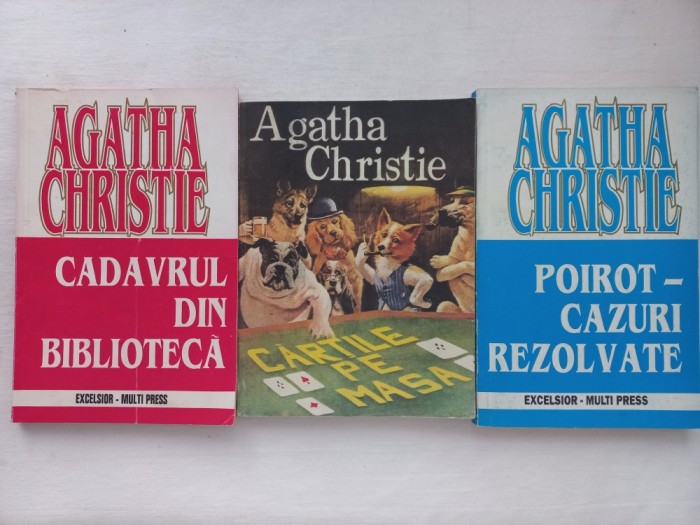 AGATHA
CHRISTIE
CADAVRUL
DIN
BIBLIOTECĂ
EXCELSIOR - MULTI PRESS
Agatha
Christie
CĂRȚILE
PE
MASĂ
AGATHA
CHRISTIE
POIROT –
CAZURI
REZOLVATE
EXCELSIOR - MULTI PRESS